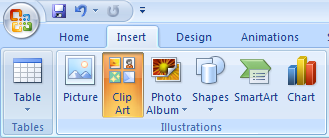 Home Insert Design Animations
Table Picture Clip Photo Shapes SmartArt Chart
Art Album
Tables Illustrations